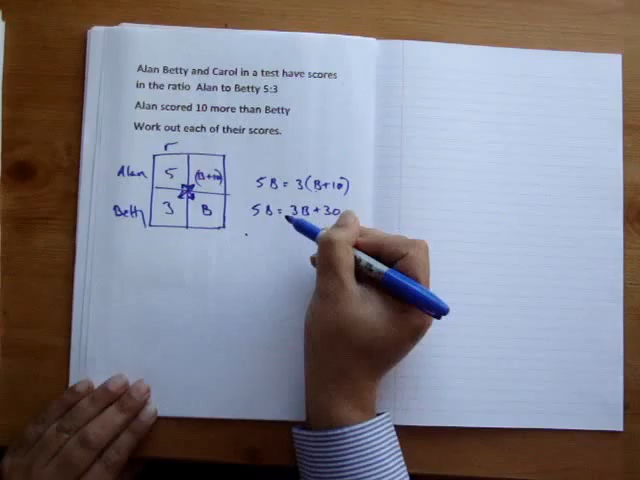 Alan Betty and Carol in a test have scores
in the ratio Alan to Betty 5:3
Alan scored 10 more than Betty
Work out each of their scores.
r
Alan 5 (B+10)
Betty 3 B
5B = 3(B+10)
5B = 3B+30